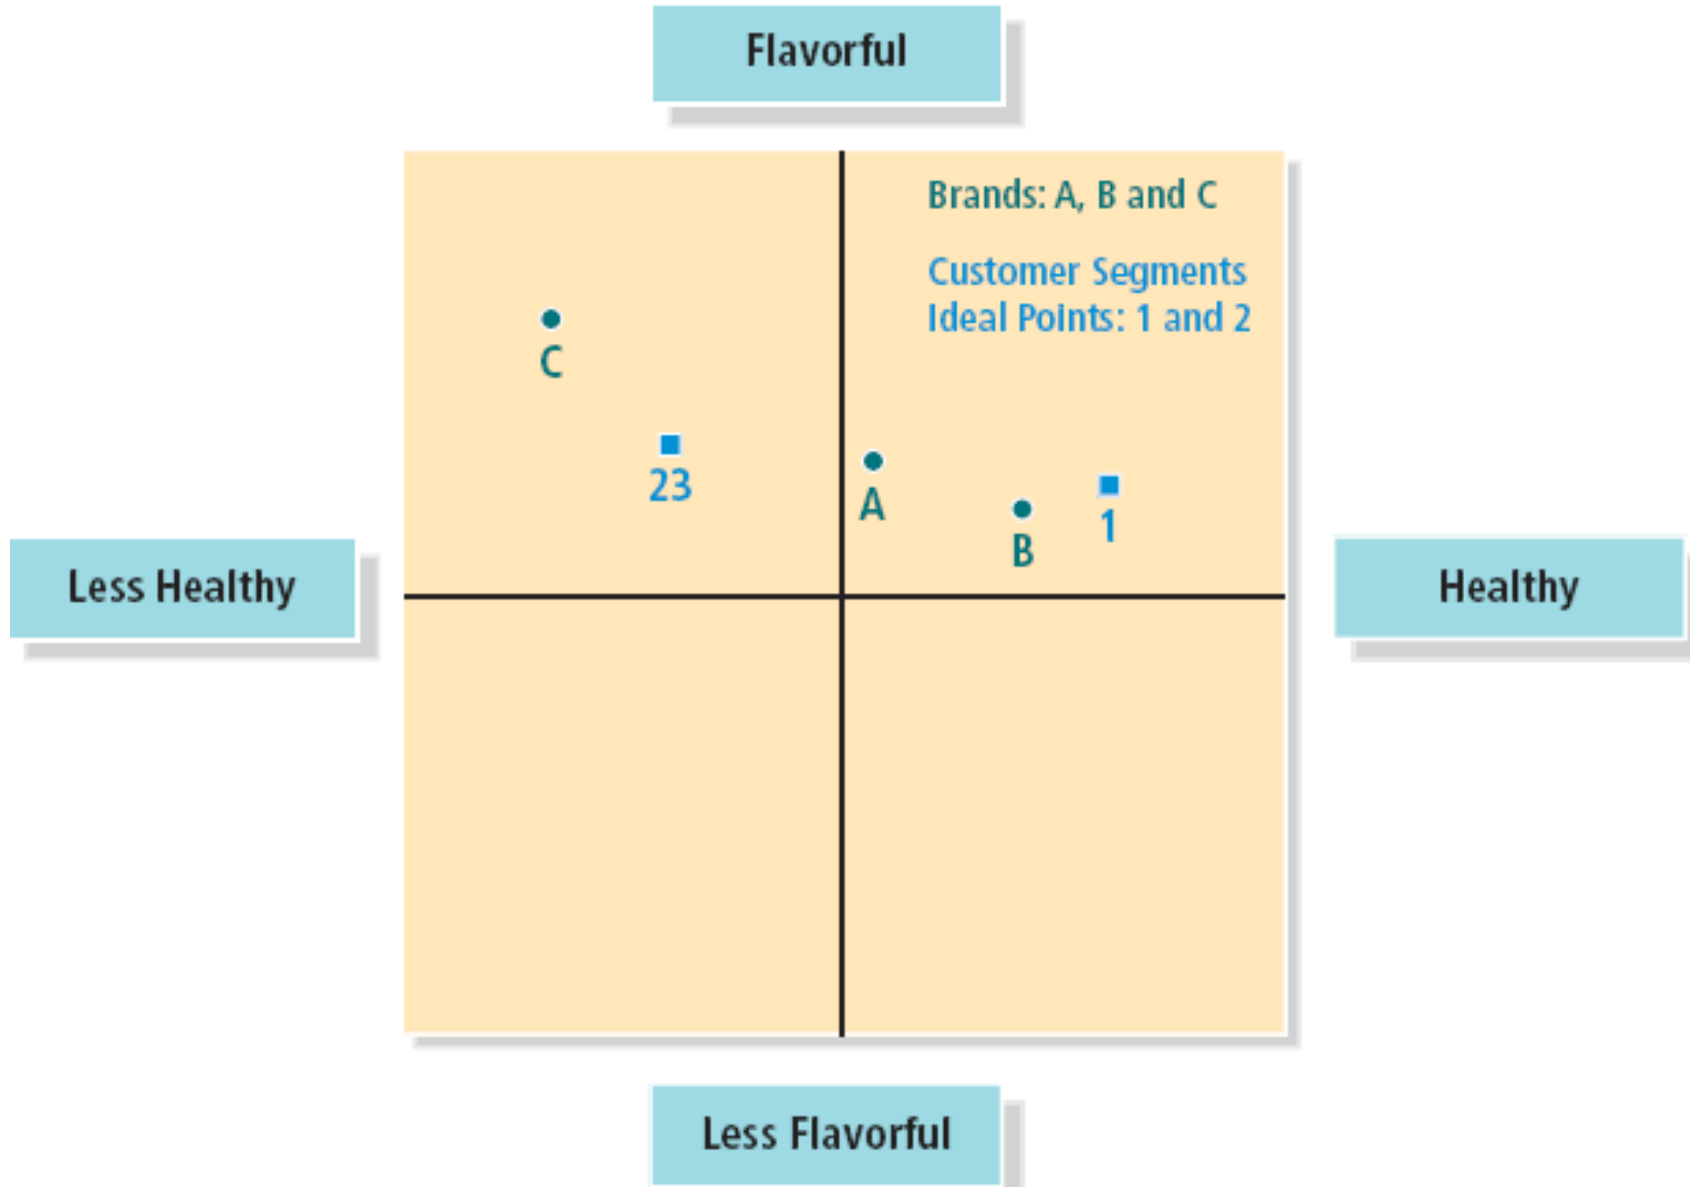 Flavorful
Brands: A, B and C
Customer Segments
Ideal Points: 1 and 2
C
23
A
1
B
Less Healthy
Healthy
Less Flavorful